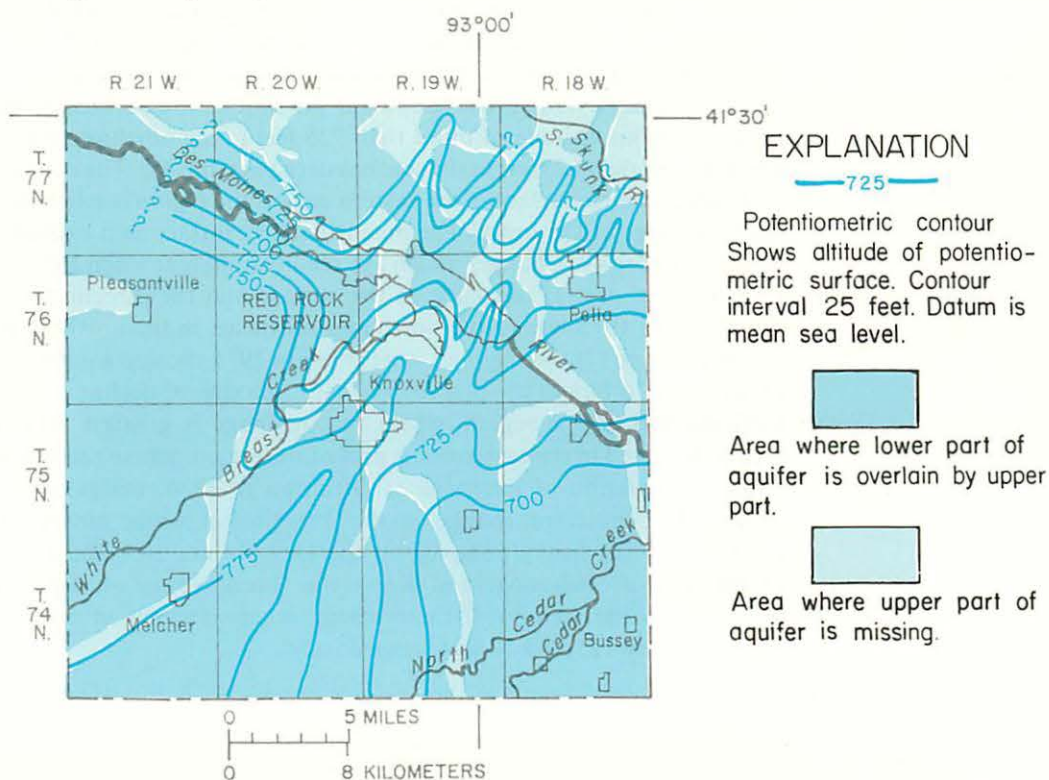 93°00'
R. 21 W. R. 20 W. R. 19 W. R. 18 W.
41°30'
T. 77 N.
T. 76 N.
T. 75 N.
T. 74 N.
S. Skunk R.
Des Moines
River
750
725
700
725
750
Pleasantville
RED ROCK
RESERVOIR
Pella
Creek
Knoxville
Breast
White
725
700
775
Melcher
North Cedar
Cedar Creek
Bussey
0 5 MILES
0 8 KILOMETERS
EXPLANATION
725
Potentiometric contour
Shows altitude of potentio-
metric surface. Contour
interval 25 feet. Datum is
mean sea level.
Area where lower part of
aquifer is overlain by upper
part.
Area where upper part of
aquifer is missing.